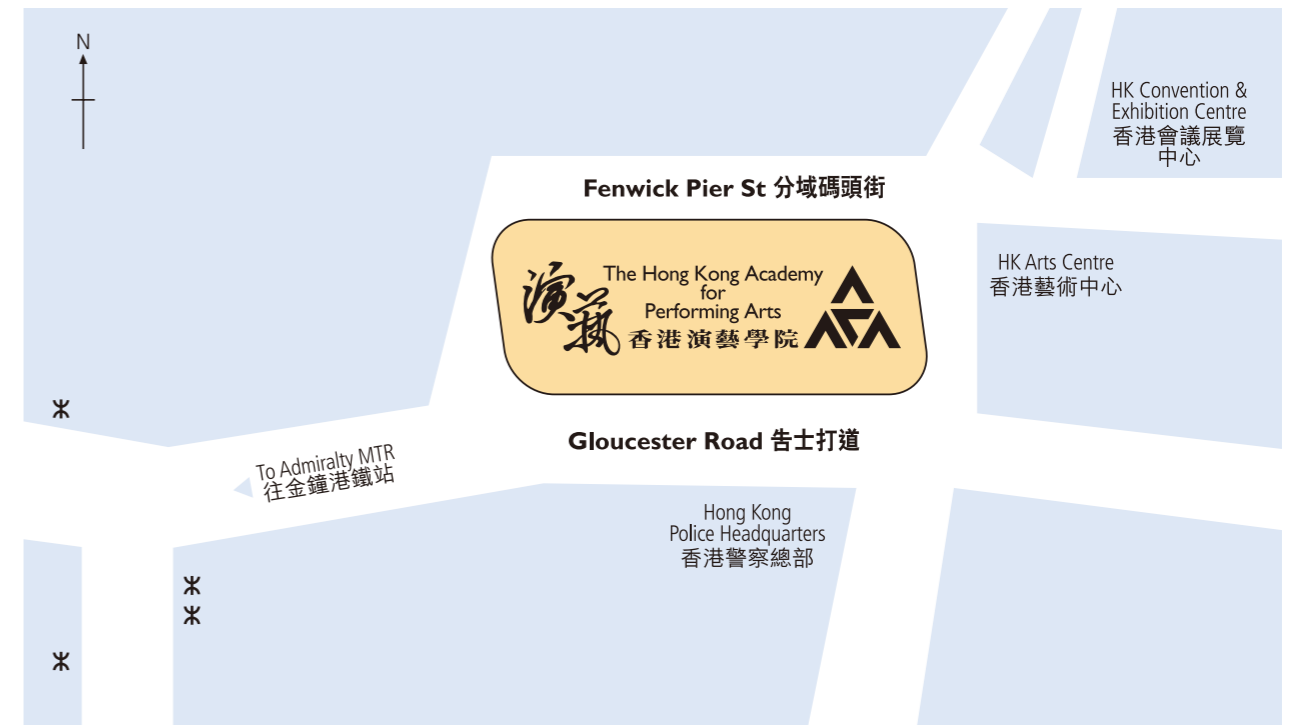 N
HK Convention &
Exhibition Centre
香港會議展覽
中心
Fenwick Pier St 分域碼頭街
演藝
The Hong Kong Academy
for
Performing Arts
香港演藝學院
HK Arts Centre
香港藝術中心
Gloucester Road 告士打道
To Admiralty MTR
往金鐘港鐵站
Hong Kong
Police Headquarters
香港警察總部